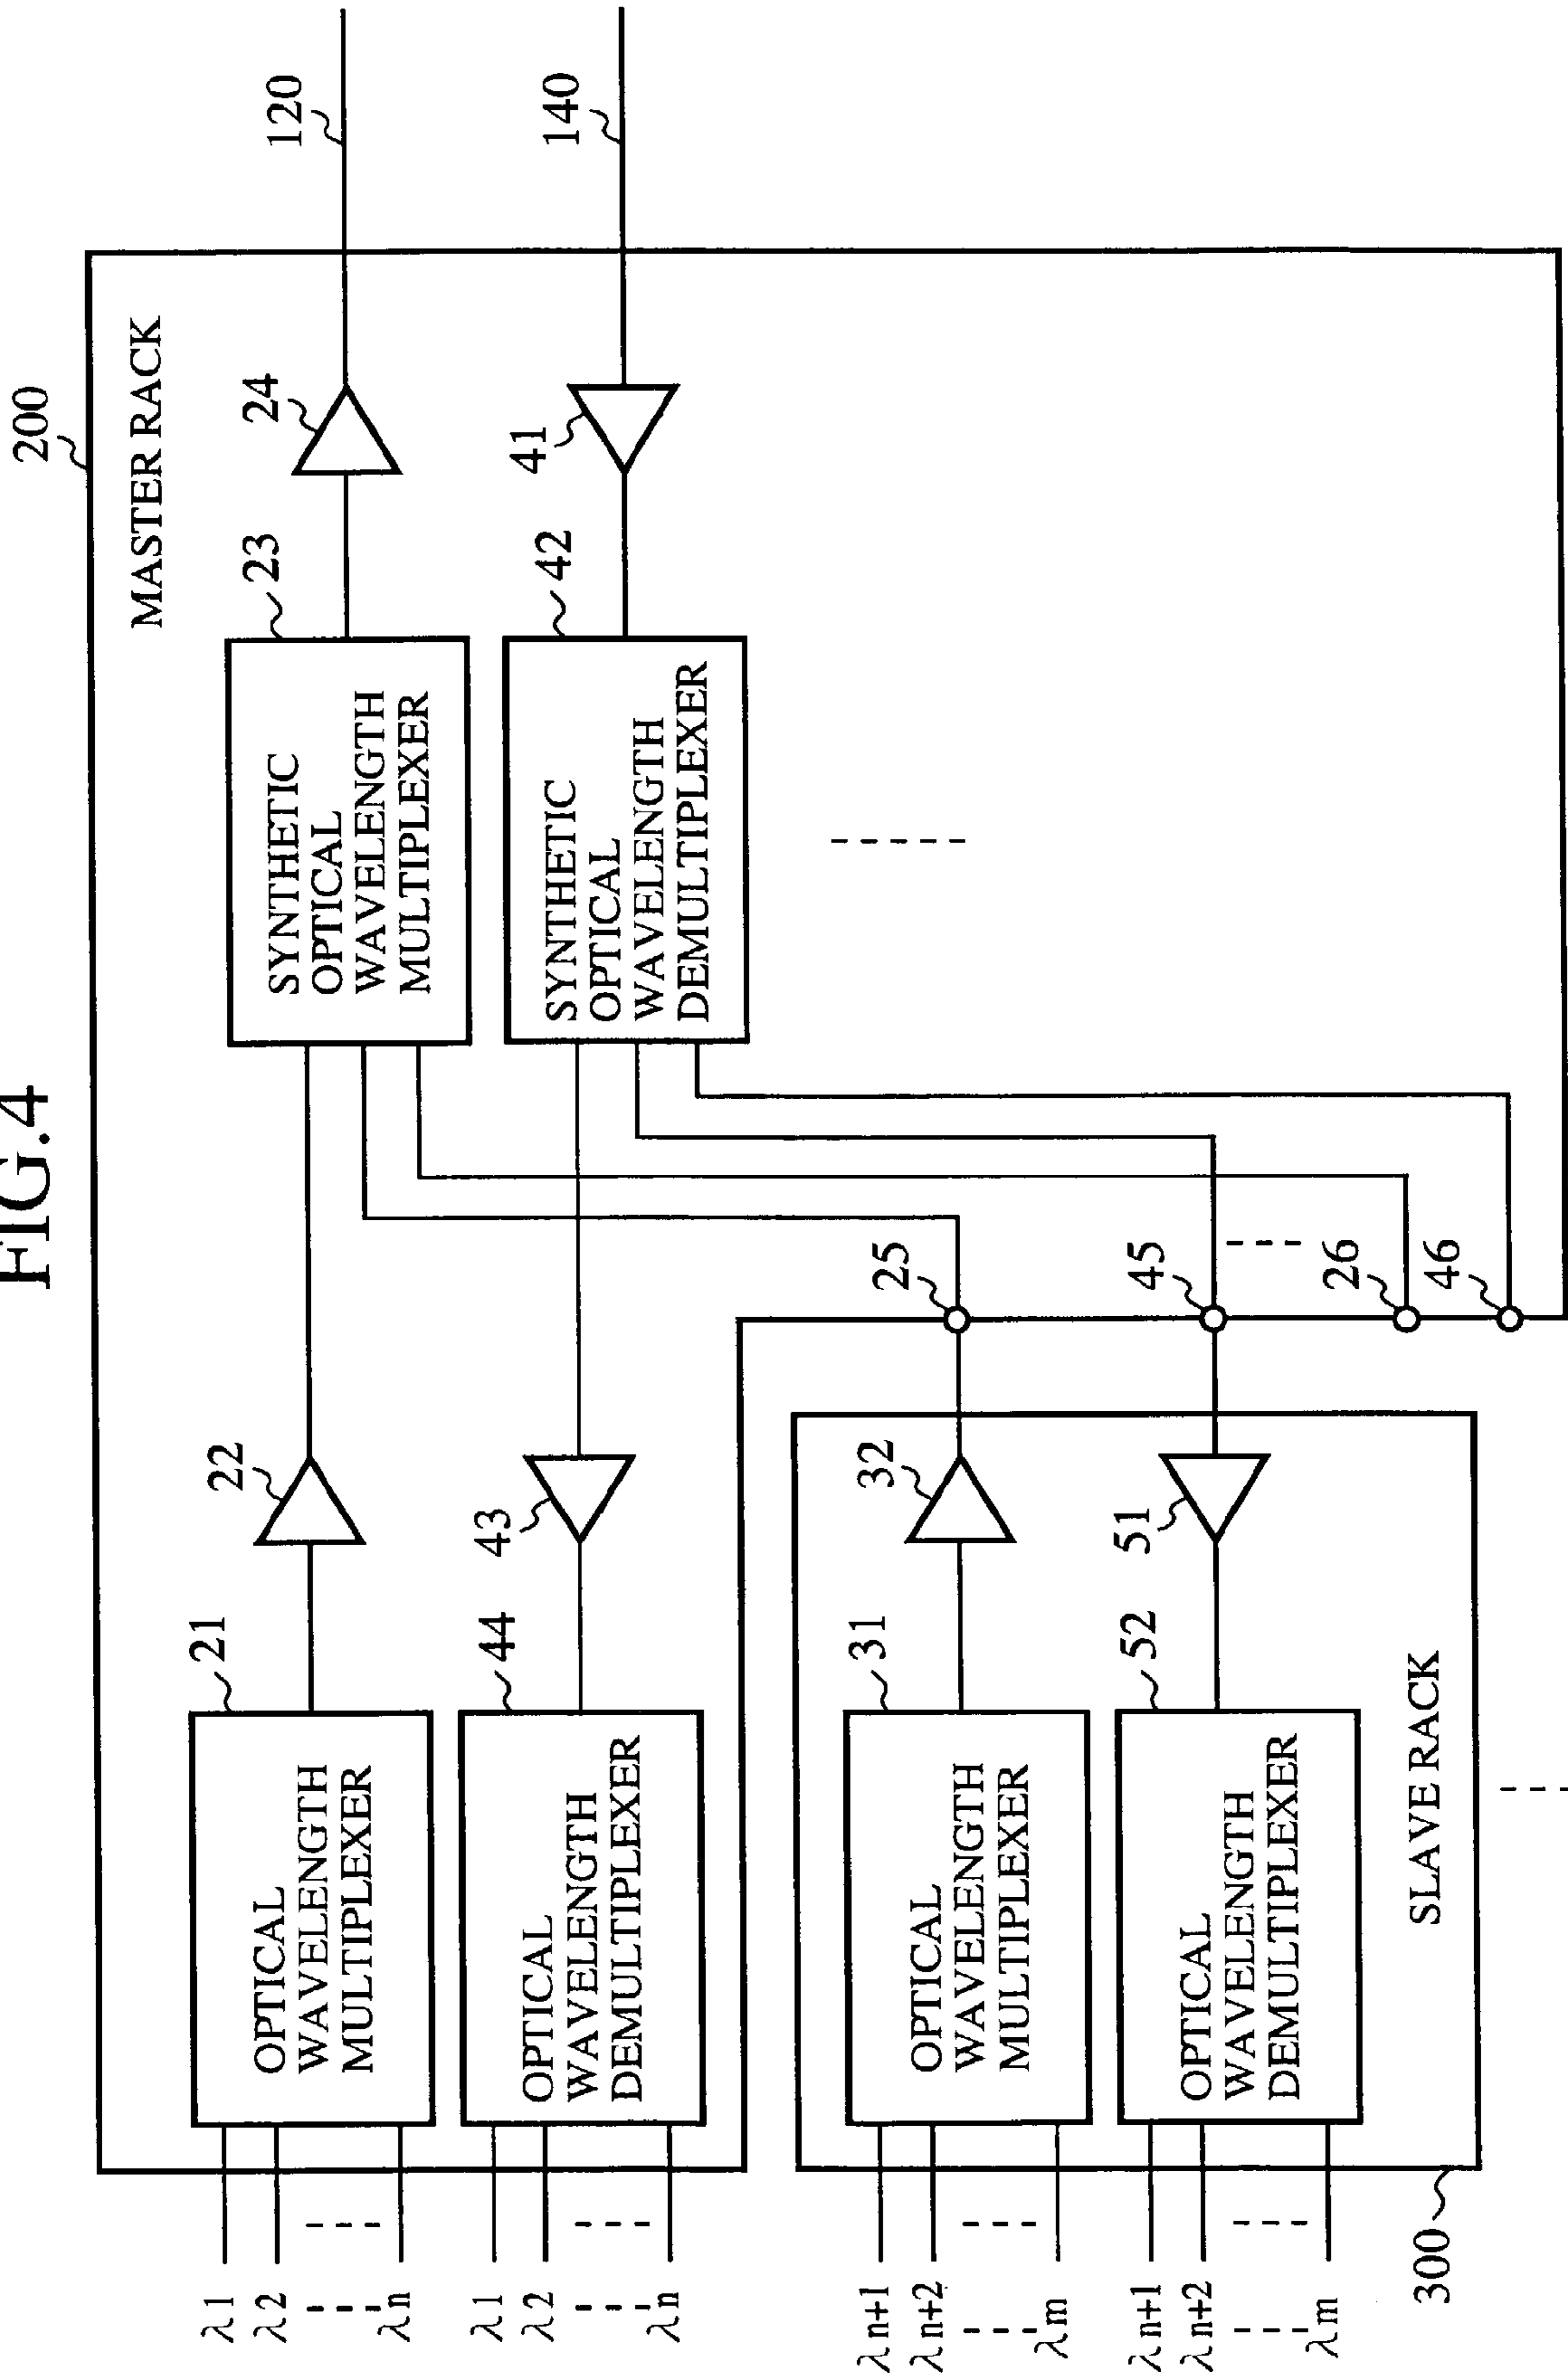 FIG.4
200
MASTER RACK
λ1
λ2
λn
21
OPTICAL
WAVELENGTH
MULTIPLEXER
22
23
SYNTHETIC
OPTICAL
WAVELENGTH
MULTIPLEXER
24
120
λ1
λ2
λn
44
OPTICAL
WAVELENGTH
DEMULTIPLEXER
43
42
SYNTHETIC
OPTICAL
WAVELENGTH
DEMULTIPLEXER
41
140
λn+1
λn+2
λm
31
OPTICAL
WAVELENGTH
MULTIPLEXER
32
25
λn+1
λn+2
λm
52
OPTICAL
WAVELENGTH
DEMULTIPLEXER
51
45
26
46
SLAVE RACK
300